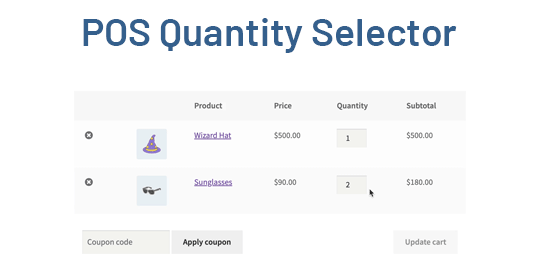 POS Quantity Selector
Product Price Quantity Subtotal
Wizard Hat $500.00 1 $500.00
Sunglasses $90.00 2 $180.00
Coupon code Apply coupon Update cart